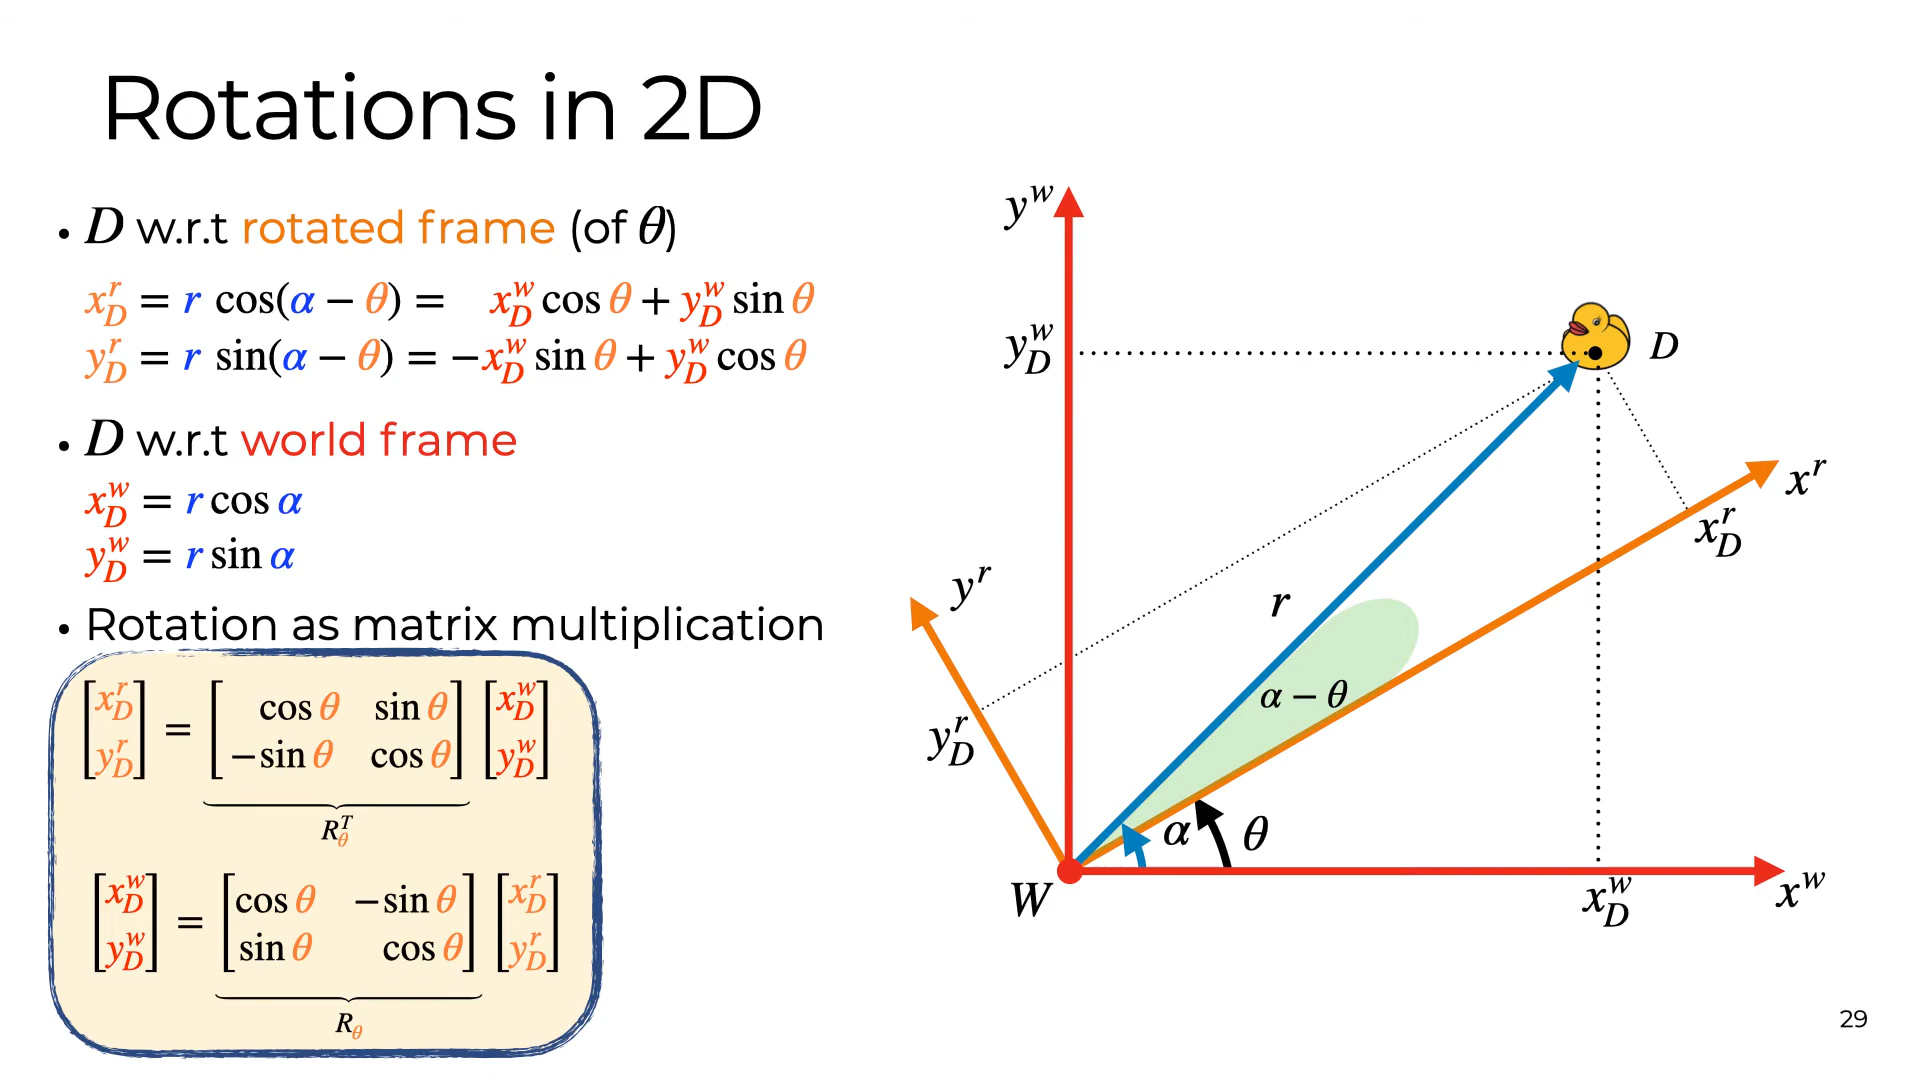 Rotations in 2D
• D w.r.t rotated frame (of θ)
x_D^r = r cos(α − θ) = x_D^w cos θ + y_D^w sin θ
y_D^r = r sin(α − θ) = −x_D^w sin θ + y_D^w cos θ
• D w.r.t world frame
x_D^w = r cos α
y_D^w = r sin α
• Rotation as matrix multiplication
[x_D^r; y_D^r] = [cos θ sin θ; −sin θ cos θ] [x_D^w; y_D^w]
R_θ^T
[x_D^w; y_D^w] = [cos θ −sin θ; sin θ cos θ] [x_D^r; y_D^r]
R_θ
y^w
y_D^w
D
x^r
x_D^r
y^r
r
α − θ
y_D^r
α
θ
W
x_D^w
x^w
29